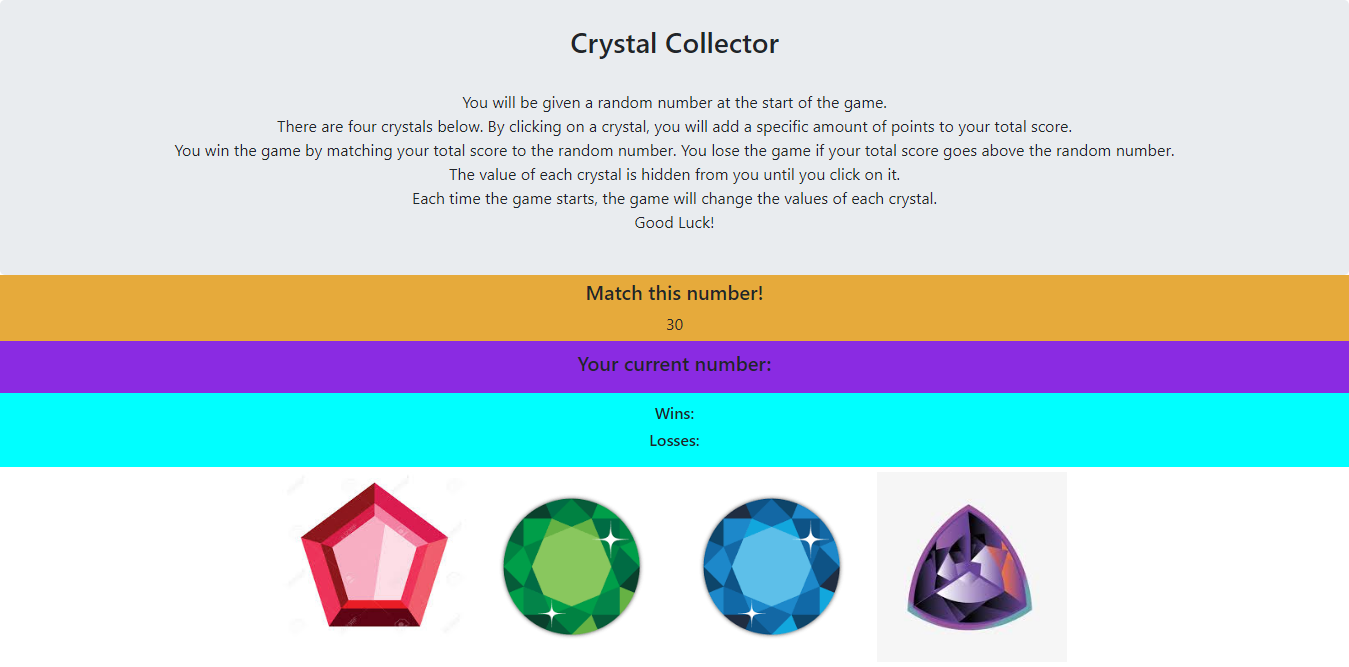 Crystal Collector
You will be given a random number at the start of the game.
There are four crystals below. By clicking on a crystal, you will add a specific amount of points to your total score.
You win the game by matching your total score to the random number. You lose the game if your total score goes above the random number.
The value of each crystal is hidden from you until you click on it.
Each time the game starts, the game will change the values of each crystal.
Good Luck!
Match this number!
30
Your current number:
Wins:
Losses: